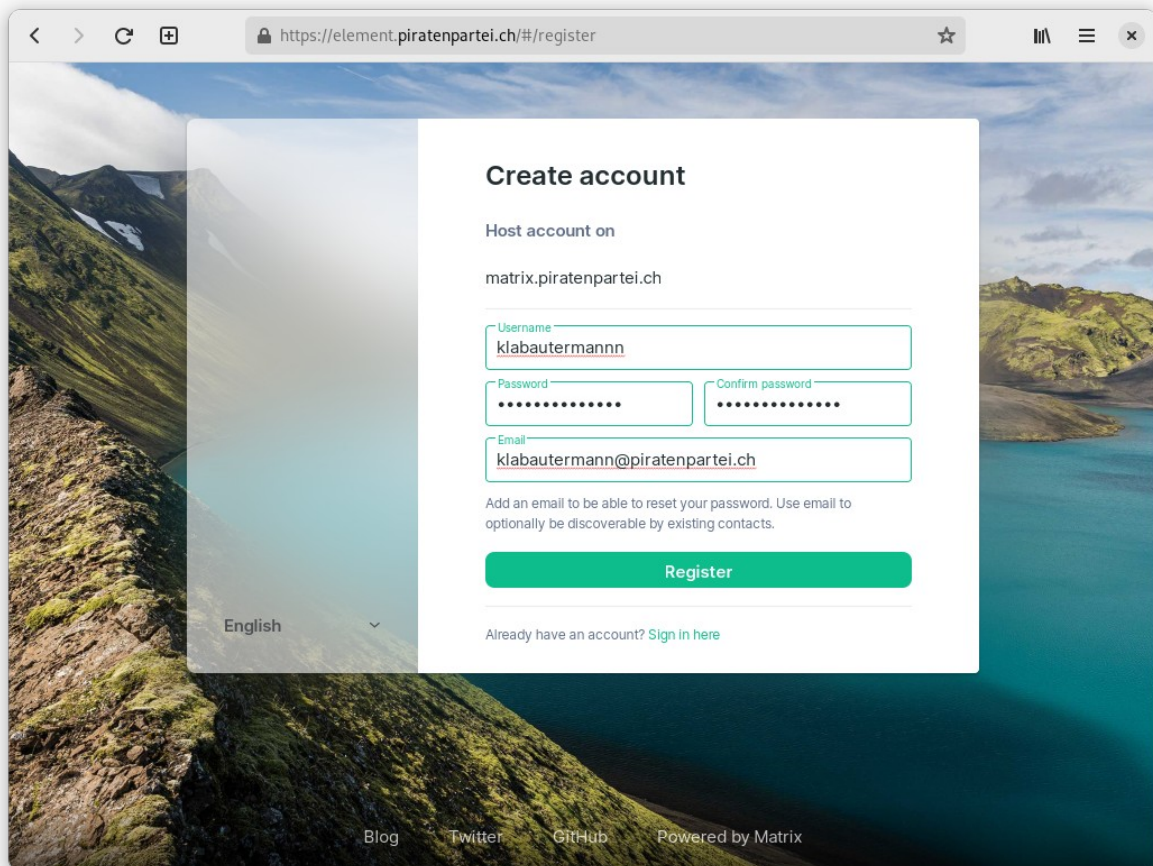 https://element.piratenpartei.ch/#/register
Create account
Host account on
matrix.piratenpartei.ch
Username
klabautermannn
Password
Confirm password
••••••••••••••
••••••••••••••
Email
klabautermann@piratenpartei.ch
Add an email to be able to reset your password. Use email to
optionally be discoverable by existing contacts.
Register
English
Already have an account? Sign in here
Blog
Twitter
GitHub
Powered by Matrix